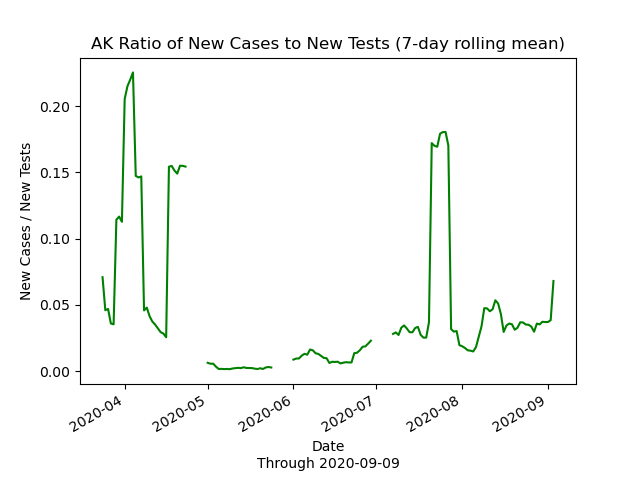 AK Ratio of New Cases to New Tests (7-day rolling mean)
New Cases / New Tests
0.20
0.15
0.10
0.05
0.00
2020-04
2020-05
2020-06
2020-07
2020-08
2020-09
Date
Through 2020-09-09